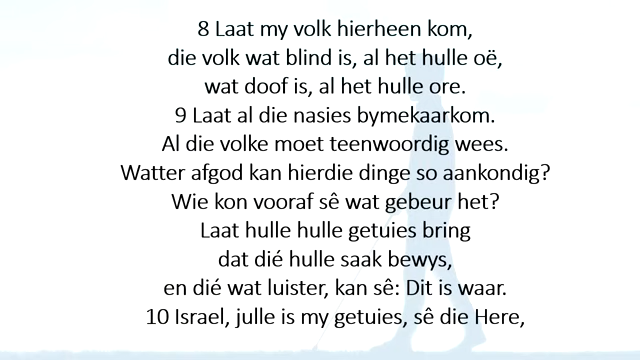 8 Laat my volk hierheen kom,
die volk wat blind is, al het hulle oë,
wat doof is, al het hulle ore.
9 Laat al die nasies bymekaarkom.
Al die volke moet teenwoordig wees.
Watter afgod kan hierdie dinge so aankondig?
Wie kon vooraf sê wat gebeur het?
Laat hulle hulle getuies bring
dat dié hulle saak bewys,
en dié wat luister, kan sê: Dit is waar.
10 Israel, julle is my getuies, sê die Here,